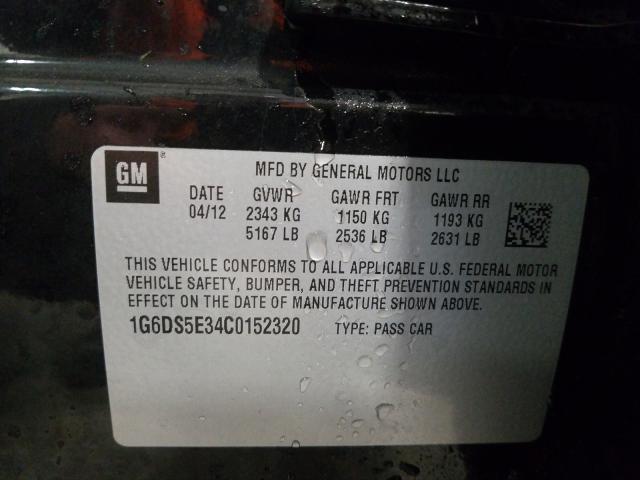 GM ®
MFD BY GENERAL MOTORS LLC
DATE GVWR GAWR FRT GAWR RR
04/12 2343 KG 1150 KG 1193 KG
5167 LB 2536 LB 2631 LB
THIS VEHICLE CONFORMS TO ALL APPLICABLE U.S. FEDERAL MOTOR
VEHICLE SAFETY, BUMPER, AND THEFT PREVENTION STANDARDS IN
EFFECT ON THE DATE OF MANUFACTURE SHOWN ABOVE.
1G6DS5E34C0152320 TYPE: PASS CAR